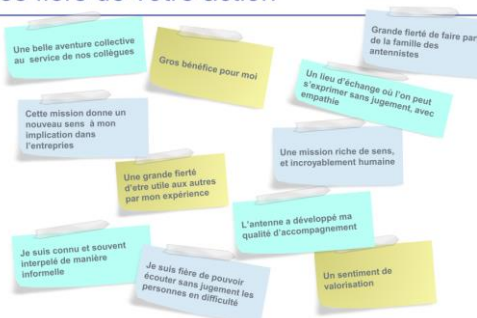 fiers de votre action
Une belle aventure collective
au service de nos collègues
Gros bénéfice pour moi
Grande fierté de faire par
de la famille des
antennistes
Un lieu d'échange où l'on peut
s'exprimer sans jugement, avec
empathie
Cette mission donne un
nouveau sens à mon
implication dans
l'entrepries
Une mission riche de sens,
et incroyablement humaine
Une grande fierté
d'etre utile aux autres
par mon expérience
L'antenne a développé ma
qualité d'accompagnement
Je suis connu et souvent
interpelé de manière
informelle
Je suis fière de pouvoir
écouter sans jugement les
personnes en difficulté
Un sentiment de
valorisation